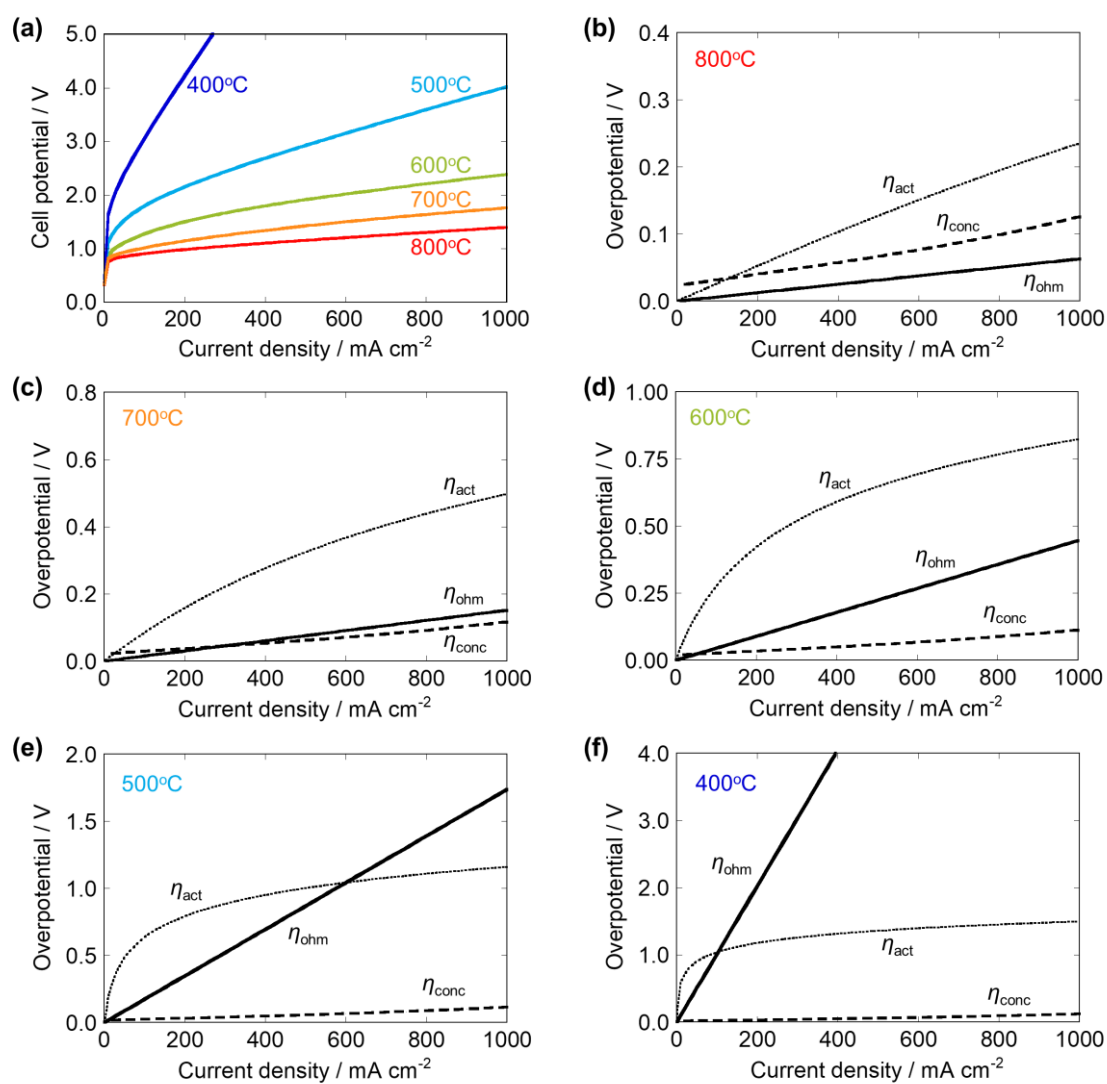 (a)
5.0
4.0
3.0
2.0
1.0
0.0
Cell potential / V
400°C
500°C
600°C
700°C
800°C
0 200 400 600 800 1000
Current density / mA cm⁻²
(b)
0.4
0.3
0.2
0.1
0.0
Overpotential / V
800°C
ηact
ηconc
ηohm
0 200 400 600 800 1000
Current density / mA cm⁻²
(c)
0.8
0.6
0.4
0.2
0.0
Overpotential / V
700°C
ηact
ηohm
ηconc
0 200 400 600 800 1000
Current density / mA cm⁻²
(d)
1.00
0.75
0.50
0.25
0.00
Overpotential / V
600°C
ηact
ηohm
ηconc
0 200 400 600 800 1000
Current density / mA cm⁻²
(e)
2.0
1.5
1.0
0.5
0.0
Overpotential / V
500°C
ηact
ηohm
ηconc
0 200 400 600 800 1000
Current density / mA cm⁻²
(f)
4.0
3.0
2.0
1.0
0.0
Overpotential / V
400°C
ηohm
ηact
ηconc
0 200 400 600 800 1000
Current density / mA cm⁻²